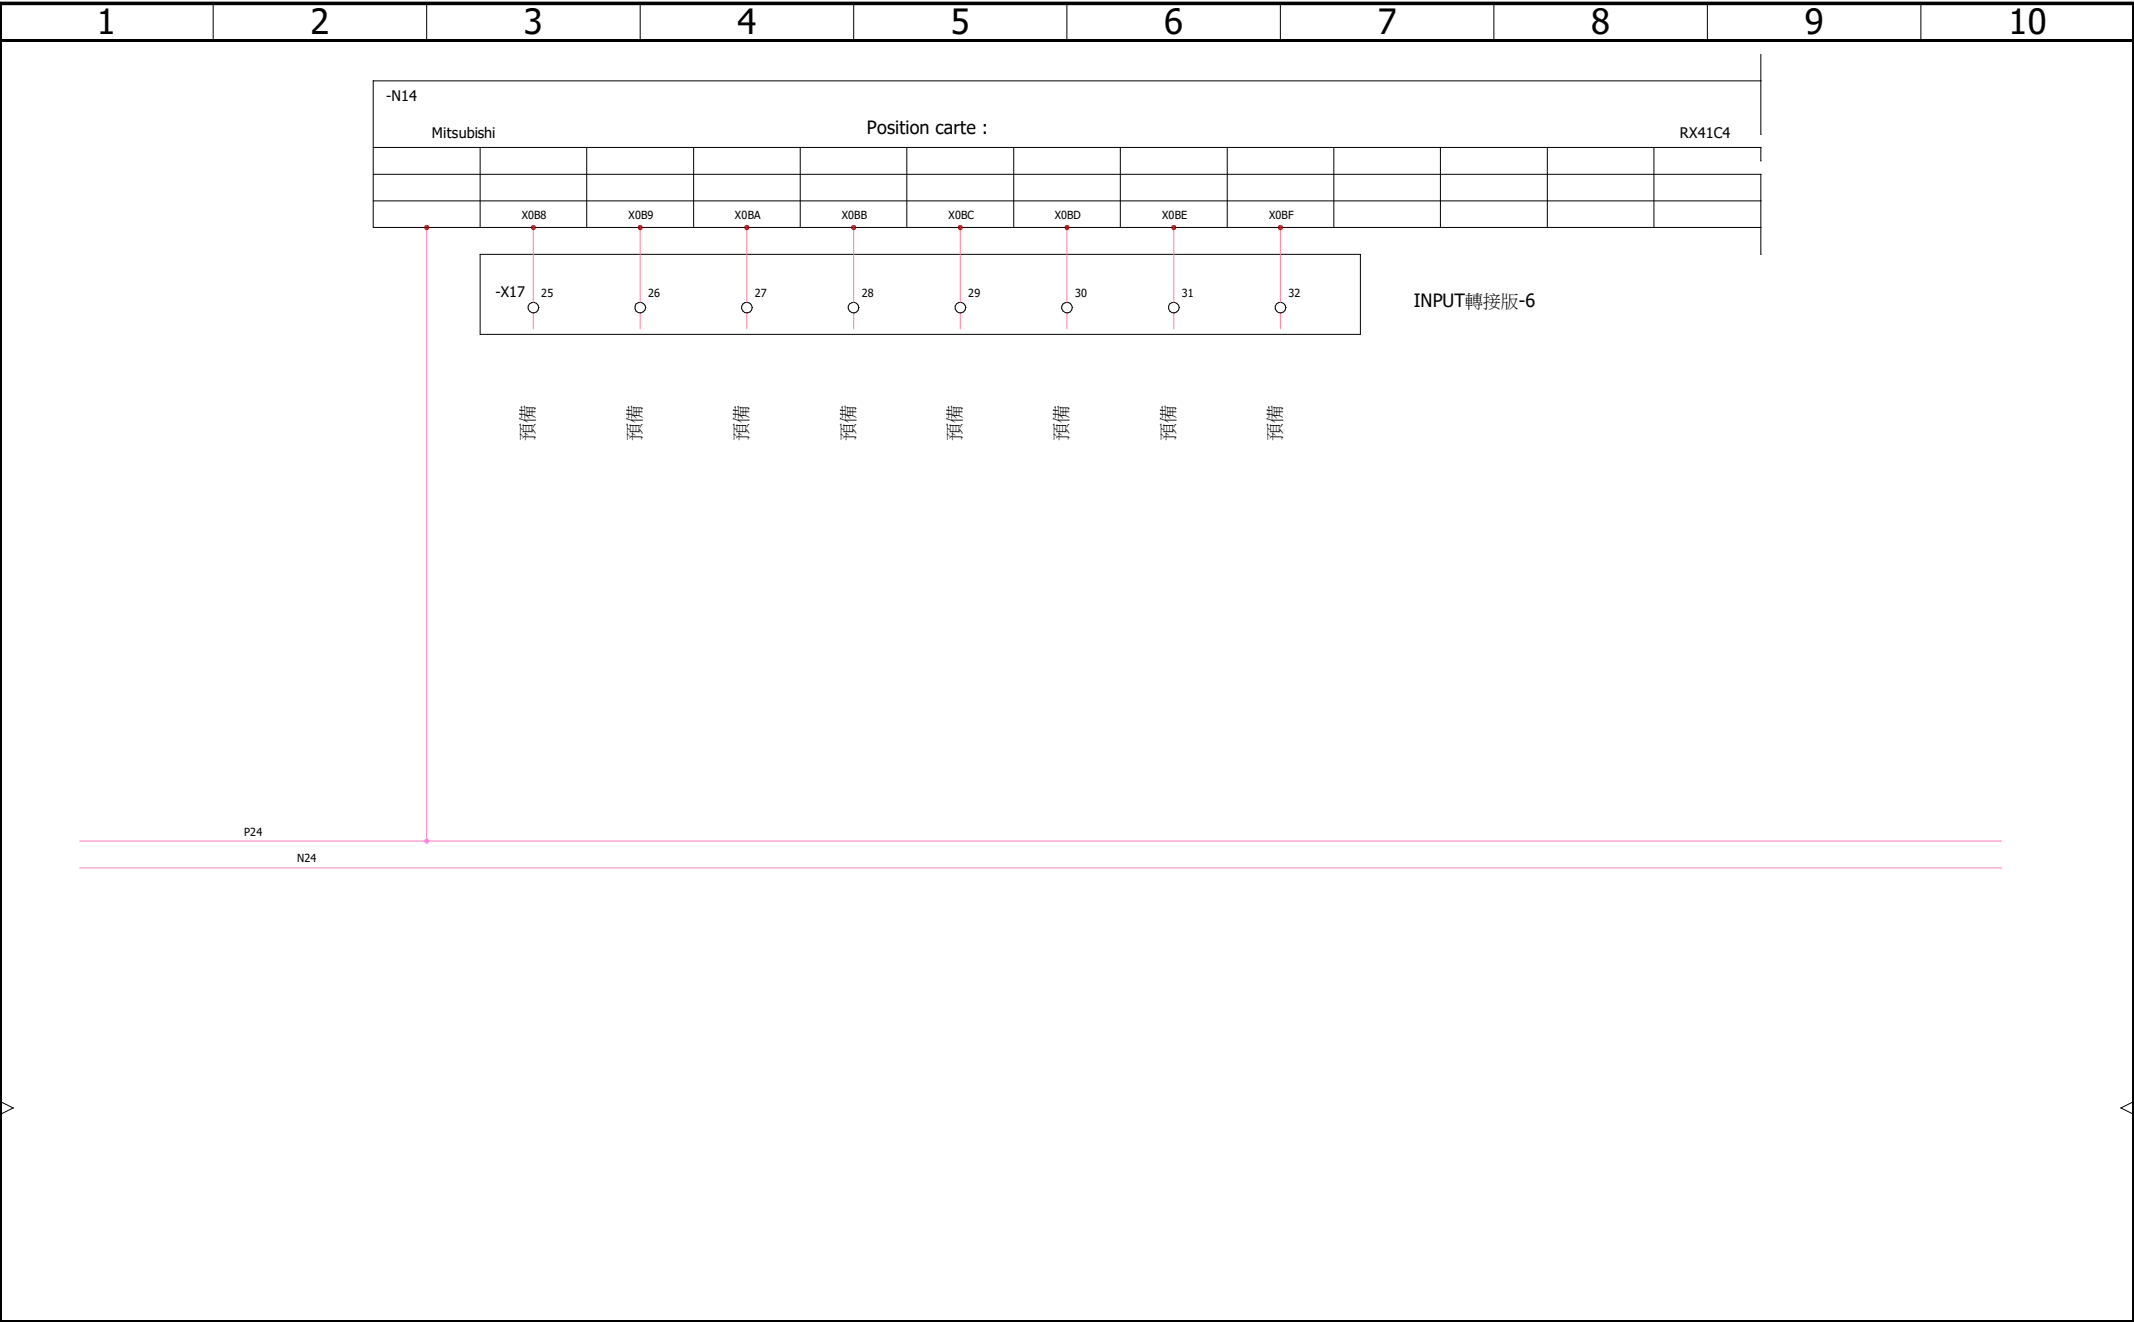 1 2 3 4 5 6 7 8 9 10
-N14
Mitsubishi Position carte : RX41C4
X0B8 X0B9 X0BA X0BB X0BC X0BD X0BE X0BF
-X17 25 26 27 28 29 30 31 32 INPUT轉接版-6
預備 預備 預備 預備 預備 預備 預備 預備
P24
N24